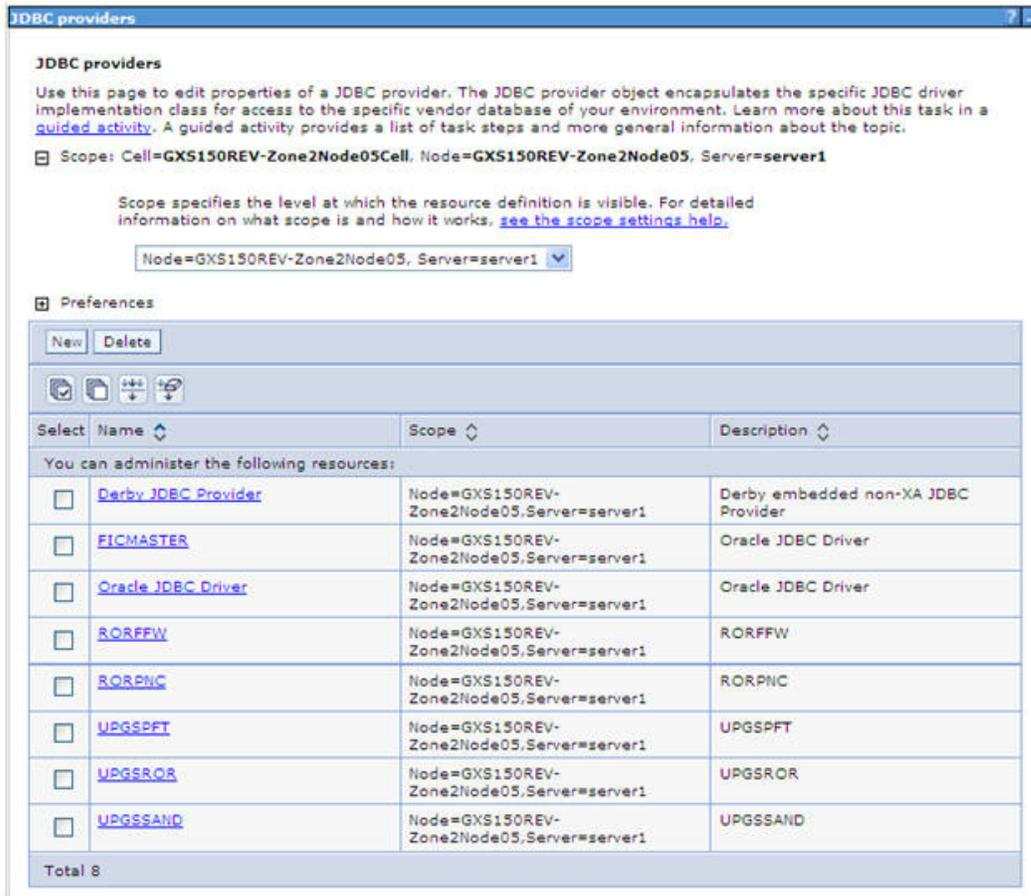 JDBC providers ?
JDBC providers
Use this page to edit properties of a JDBC provider. The JDBC provider object encapsulates the specific JDBC driver
implementation class for access to the specific vendor database of your environment. Learn more about this task in a
guided activity. A guided activity provides a list of task steps and more general information about the topic.
Scope: Cell=GXS150REV-Zone2Node05Cell, Node=GXS150REV-Zone2Node05, Server=server1
Scope specifies the level at which the resource definition is visible. For detailed
information on what scope is and how it works, see the scope settings help.
Node=GXS150REV-Zone2Node05, Server=server1
Preferences
New Delete
Select Name Scope Description
You can administer the following resources:
Derby JDBC Provider Node=GXS150REV- Derby embedded non-XA JDBC
Zone2Node05,Server=server1 Provider
FICMASTER Node=GXS150REV- Oracle JDBC Driver
Zone2Node05,Server=server1
Oracle JDBC Driver Node=GXS150REV- Oracle JDBC Driver
Zone2Node05,Server=server1
RORFFW Node=GXS150REV- RORFFW
Zone2Node05,Server=server1
RORPNC Node=GXS150REV- RORPNC
Zone2Node05,Server=server1
UPGSPFT Node=GXS150REV- UPGSPFT
Zone2Node05,Server=server1
UPGSROR Node=GXS150REV- UPGSROR
Zone2Node05,Server=server1
UPGSSAND Node=GXS150REV- UPGSSAND
Zone2Node05,Server=server1
Total 8